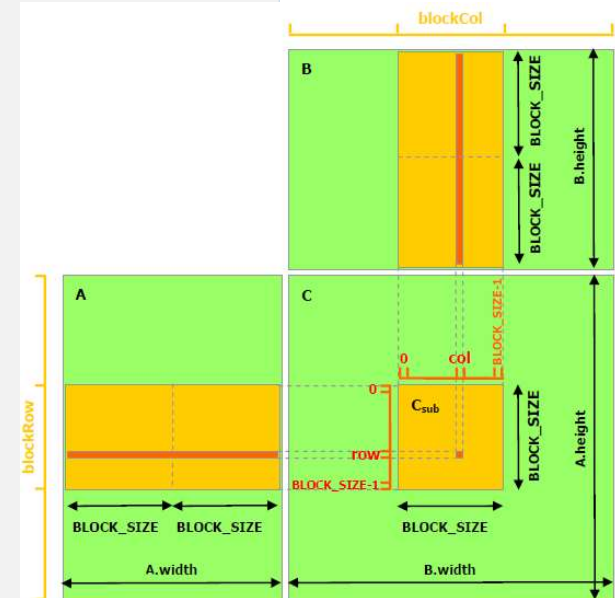 blockCol
B
BLOCK_SIZE
BLOCK_SIZE
B.height
A
C
BLOCK_SIZE-1
0
col
0
C_sub
blockRow
row
BLOCK_SIZE-1
BLOCK_SIZE
A.height
BLOCK_SIZE
BLOCK_SIZE
BLOCK_SIZE
A.width
B.width